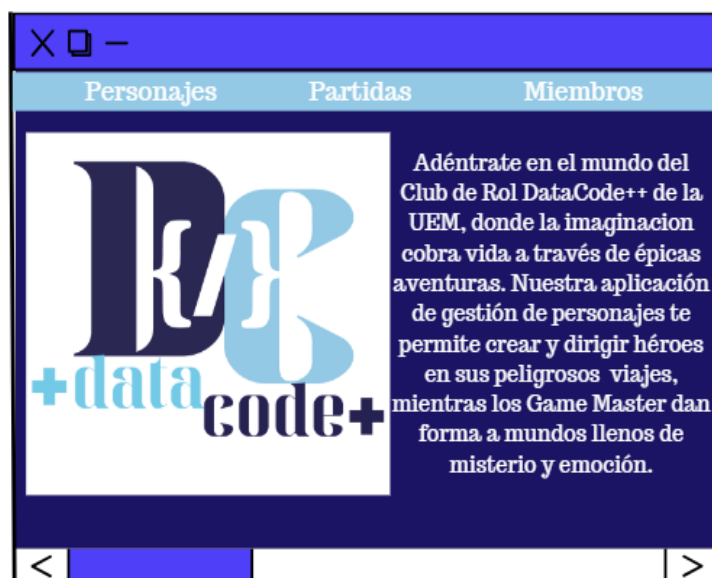 Personajes Partidas Miembros
DC
{/}
+data
code+
Adéntrate en el mundo del
Club de Rol DataCode++ de la
UEM, donde la imaginacion
cobra vida a través de épicas
aventuras. Nuestra aplicación
de gestión de personajes te
permite crear y dirigir héroes
en sus peligrosos viajes,
mientras los Game Master dan
forma a mundos llenos de
misterio y emoción.